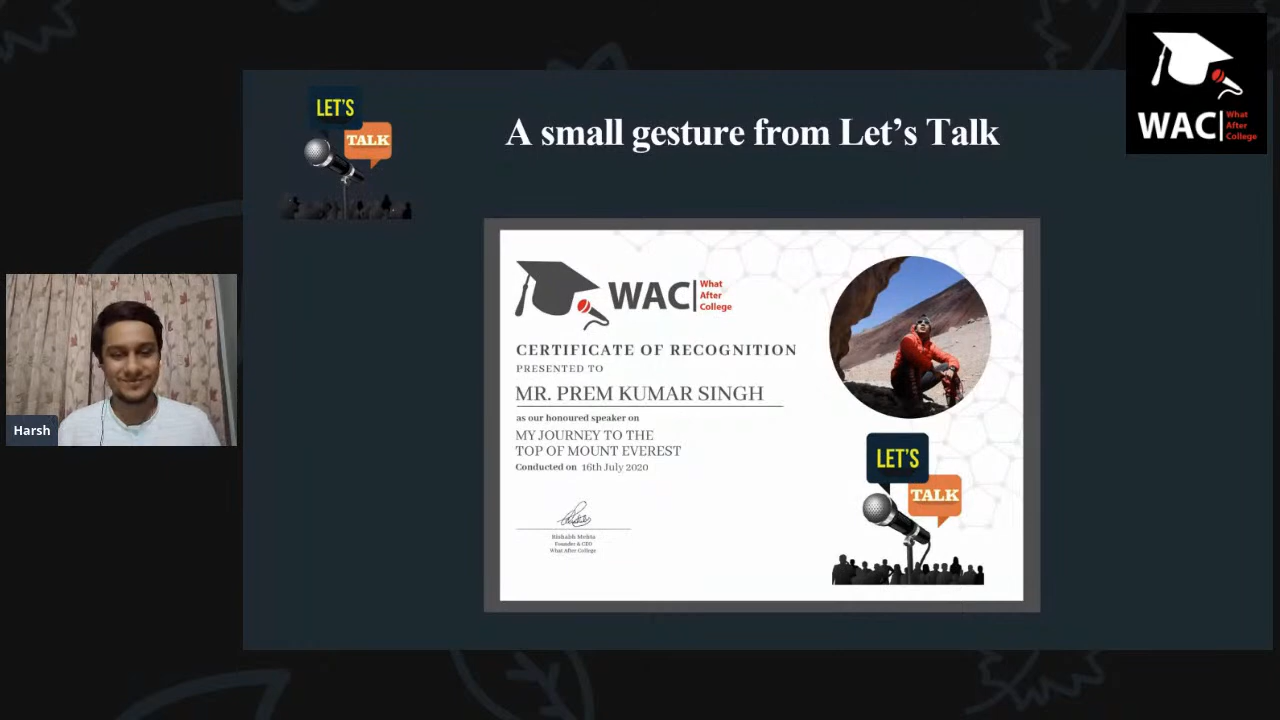 LET'S
TALK
A small gesture from Let's Talk
WAC
What
After
College
WAC
What
After
College
CERTIFICATE OF RECOGNITION
PRESENTED TO
MR. PREM KUMAR SINGH
as our honoured speaker on
MY JOURNEY TO THE
TOP OF MOUNT EVEREST
Conducted on 16th July 2020
Rishabh Mehta
Founder & CEO
What After College
LET'S
TALK
Harsh